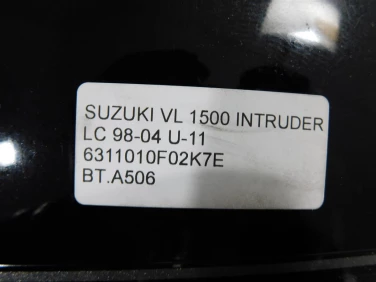 SUZUKI VL 1500 INTRUDER
LC 98-04 U-11
6311010F02K7E
BT.A506